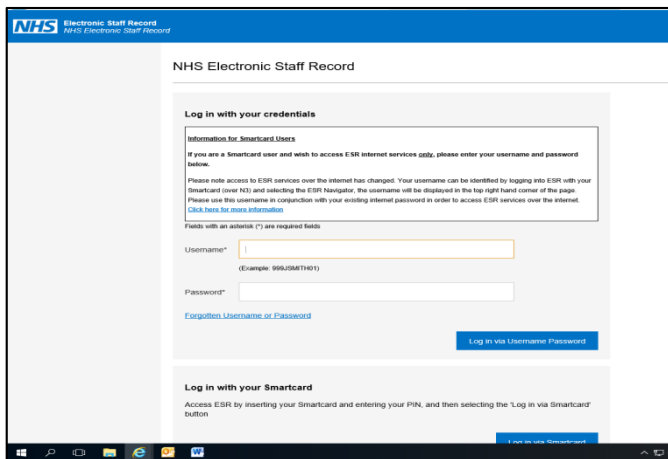 NHS Electronic Staff Record
NHS Electronic Staff Record
NHS Electronic Staff Record
Log in with your credentials
Information for Smartcard Users
If you are a Smartcard user and wish to access ESR internet services only, please enter your username and password
below.
Please note access to ESR services over the internet has changed. Your username can be identified by logging into ESR with your
Smartcard (over N3) and selecting the ESR Navigator, the username will be displayed in the top right hand corner of the page.
Please use this username in conjunction with your existing internet password in order to access ESR services over the internet.
Click here for more information
Fields with an asterisk (*) are required fields
Username*
(Example: 999JSMITH01)
Password*
Forgotten Username or Password
Log in via Username Password
Log in with your Smartcard
Access ESR by inserting your Smartcard and entering your PIN, and then selecting the 'Log in via Smartcard'
button
Log in via Smartcard